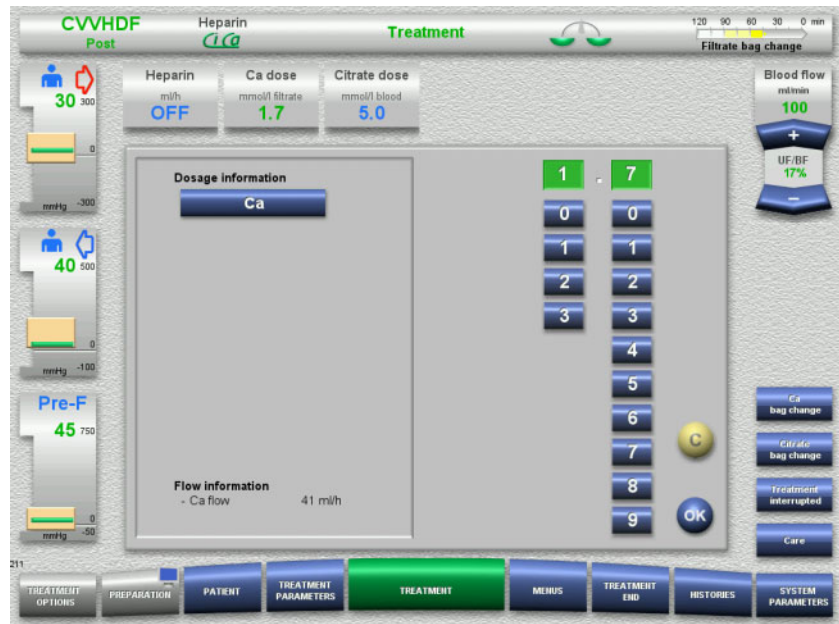 CVVHDF
Post
Heparin
Ci Ca
Treatment
120 90 60 30 0 min
Filtrate bag change
30 300
0
mmHg -300
40 500
0
mmHg -100
Pre-F
45 750
0
mmHg -50
Heparin
ml/h
OFF
Ca dose
mmol/l filtrate
1.7
Citrate dose
mmol/l blood
5.0
Blood flow
ml/min
100
+
UF/BF
17%
−
Dosage information
Ca
Flow information
- Ca flow 41 ml/h
1 . 7
0 0
1 1
2 2
3 3
4
5
6
7
8
9
C
OK
Ca
bag change
Citrate
bag change
Treatment
interrupted
Care
211
TREATMENT
OPTIONS
PREPARATION
PATIENT
TREATMENT
PARAMETERS
TREATMENT
MENUS
TREATMENT
END
HISTORIES
SYSTEM
PARAMETERS